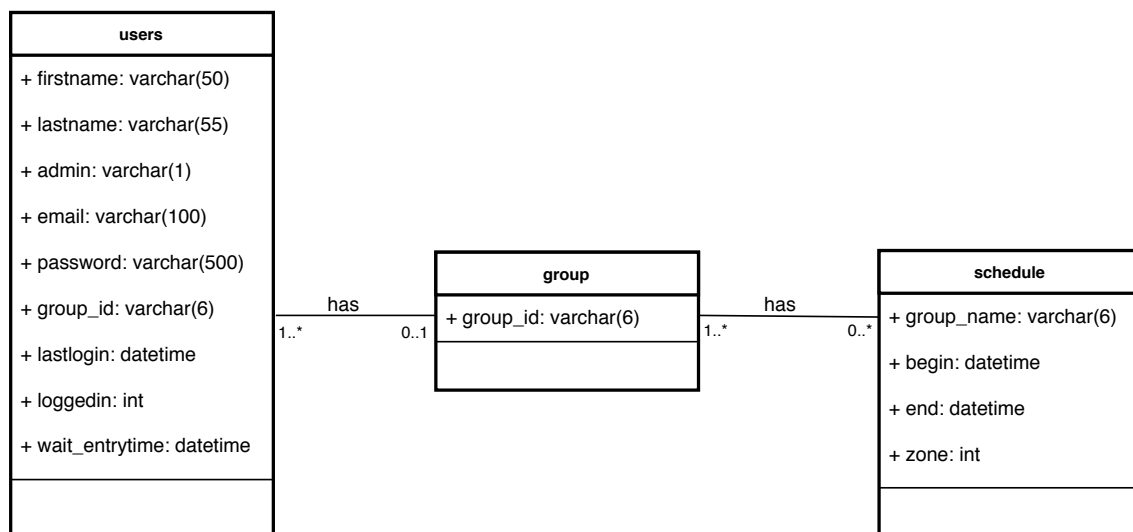 users
+ firstname: varchar(50)
+ lastname: varchar(55)
+ admin: varchar(1)
+ email: varchar(100)
+ password: varchar(500)
+ group_id: varchar(6)
+ lastlogin: datetime
+ loggedin: int
+ wait_entrytime: datetime
has
1..*
0..1
group
+ group_id: varchar(6)
has
1..*
0..*
schedule
+ group_name: varchar(6)
+ begin: datetime
+ end: datetime
+ zone: int